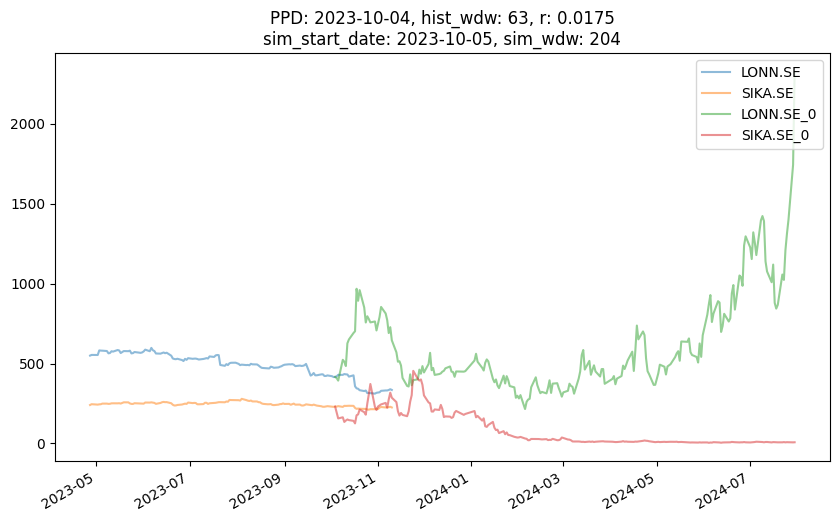 PPD: 2023-10-04, hist_wdw: 63, r: 0.0175
sim_start_date: 2023-10-05, sim_wdw: 204
LONN.SE
SIKA.SE
LONN.SE_0
SIKA.SE_0
2000
1500
1000
500
0
2023-05
2023-07
2023-09
2023-11
2024-01
2024-03
2024-05
2024-07